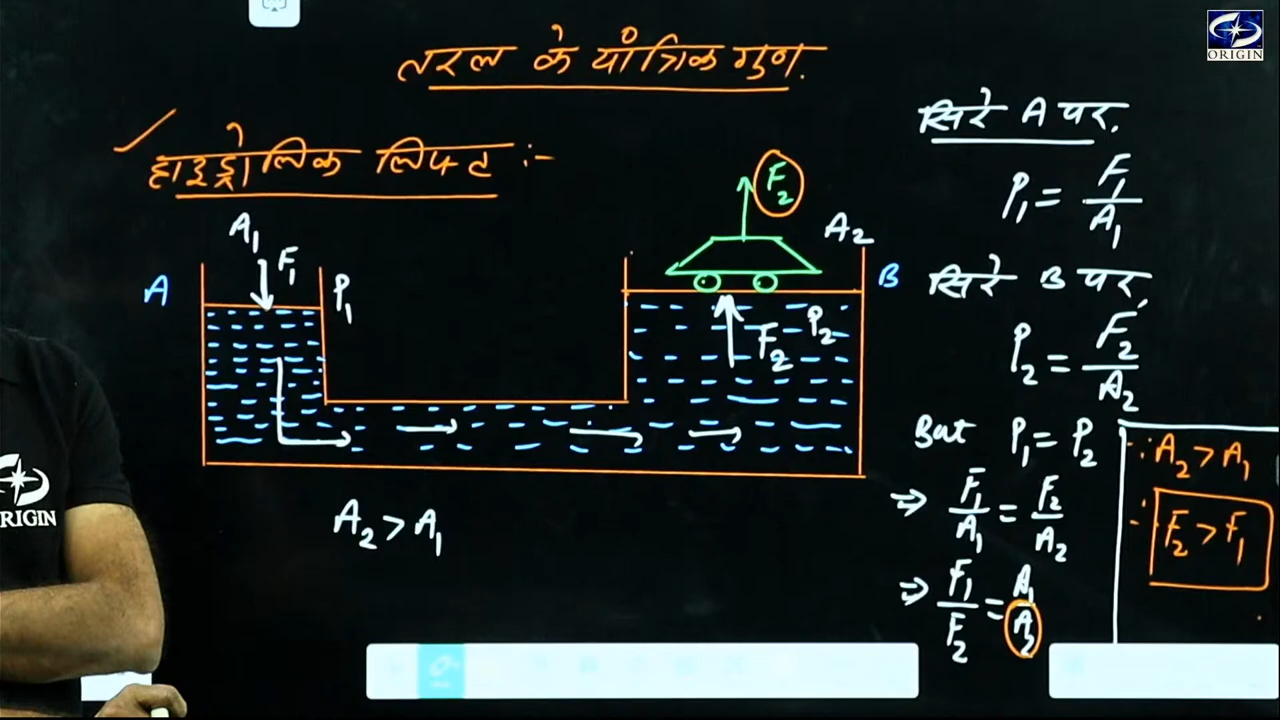 तरल के यांत्रिक गुण.
हाइड्रोलिक लिफ्ट :-
A₁
F₁
A
P₁
F₂
A₂
B
P₂
F₂
A₂ > A₁
सिरे A पर.
P₁ = F₁/A₁
सिरे B पर,
P₂ = F₂/A₂
But P₁ = P₂
⇒ F₁/A₁ = F₂/A₂
⇒ F₁/F₂ = A₁/A₂
∵ A₂ > A₁
∴ F₂ > F₁
ORIGIN
RIGIN